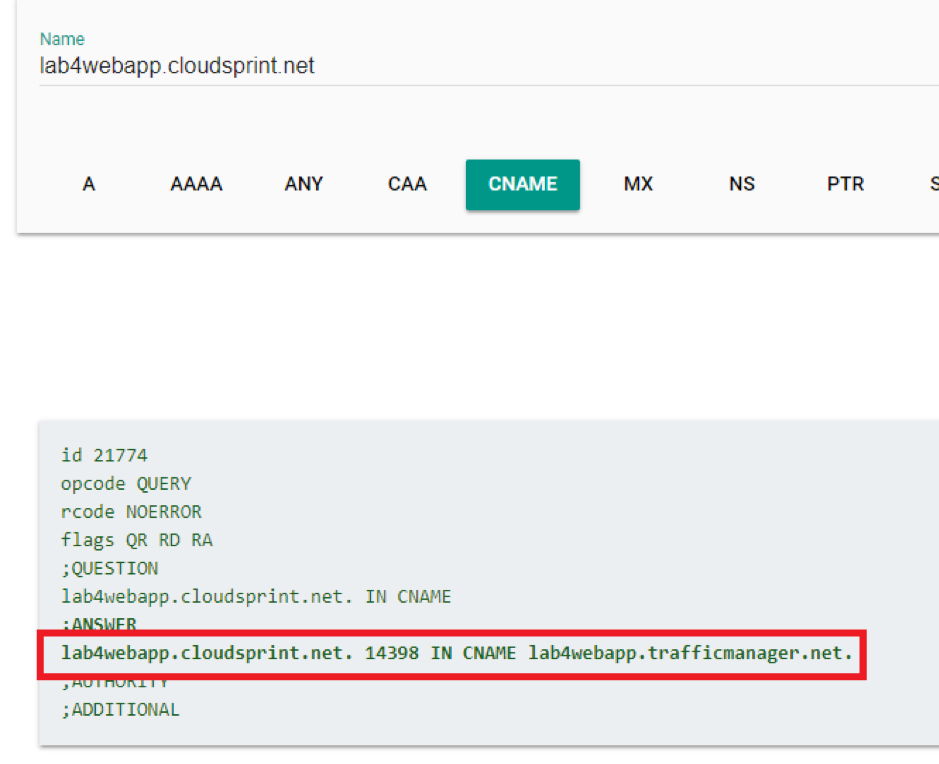 Name
lab4webapp.cloudsprint.net
A AAAA ANY CAA CNAME MX NS PTR S
id 21774
opcode QUERY
rcode NOERROR
flags QR RD RA
;QUESTION
lab4webapp.cloudsprint.net. IN CNAME
;ANSWER
lab4webapp.cloudsprint.net. 14398 IN CNAME lab4webapp.trafficmanager.net.
;AUTHORITY
;ADDITIONAL